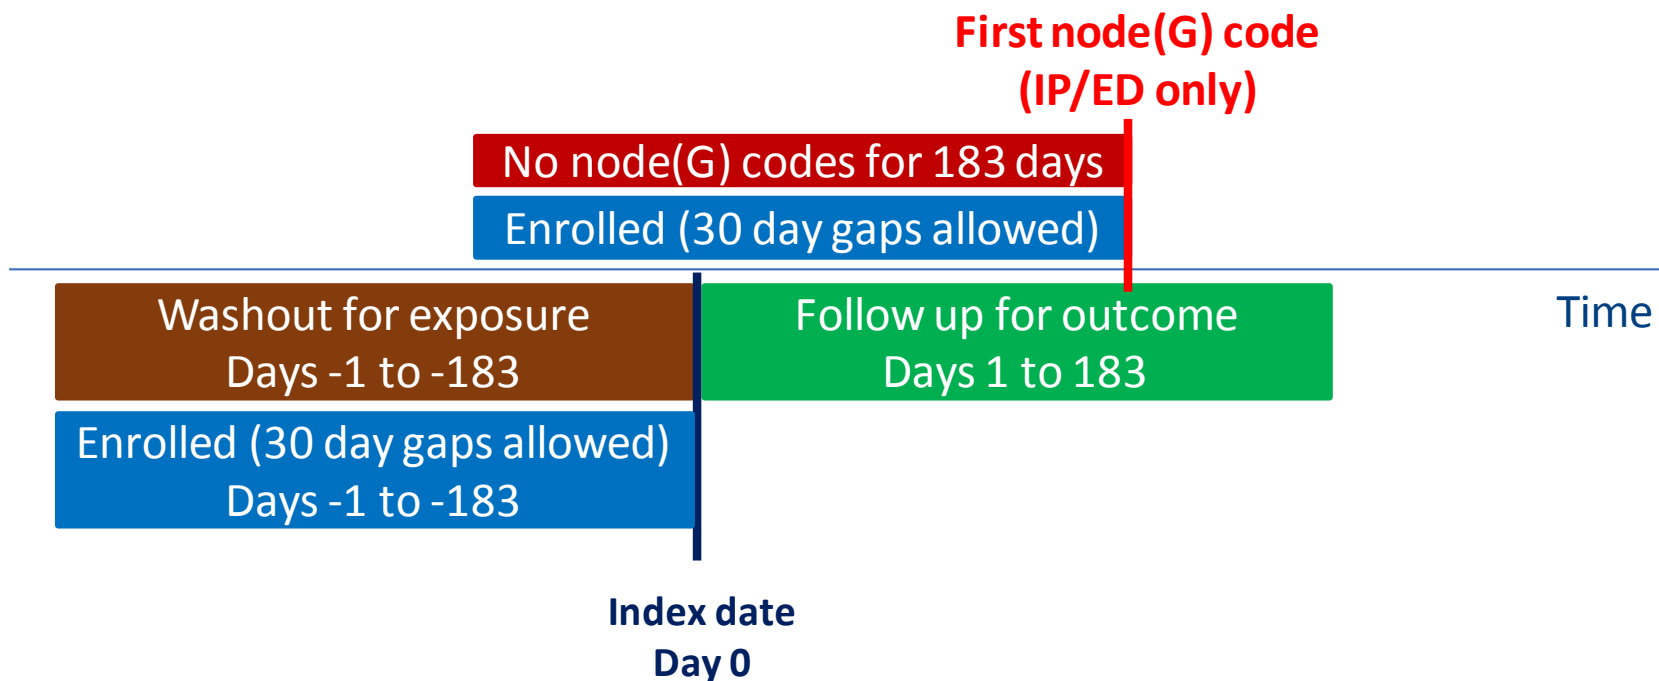 First node(G) code
(IP/ED only)
No node(G) codes for 183 days
Enrolled (30 day gaps allowed)
Washout for exposure
Days -1 to -183
Follow up for outcome
Days 1 to 183
Time
Enrolled (30 day gaps allowed)
Days -1 to -183
Index date
Day 0